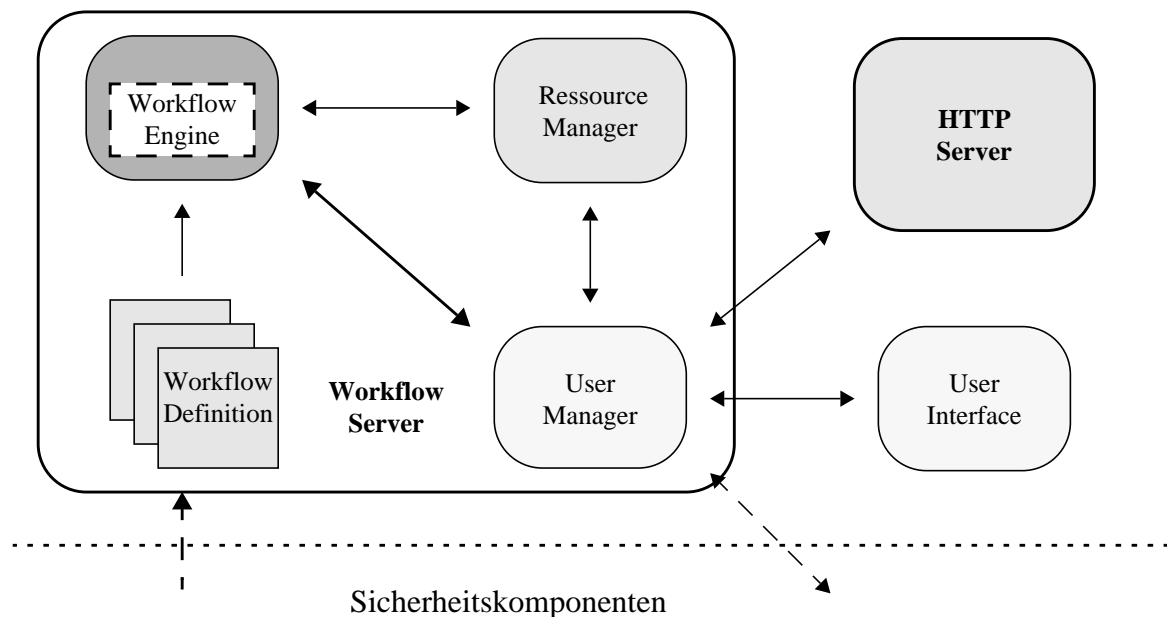 Workflow
Engine
Ressource
Manager
HTTP
Server
Workflow
Definition
Workflow
Server
User
Manager
User
Interface
Sicherheitskomponenten